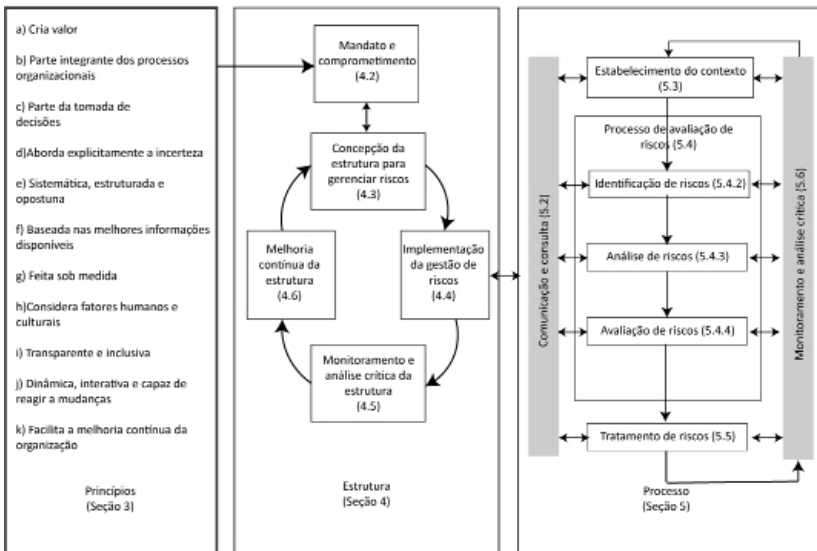 a) Cria valor
b) Parte integrante dos processos
organizacionais
c) Parte da tomada de
decisões
d)Aborda explicitamente a incerteza
e) Sistemática, estruturada e
opostuna
f) Baseada nas melhores informações
disponíveis
g) Feita sob medida
h)Considera fatores humanos e
culturais
i) Transparente e inclusiva
j) Dinâmica, interativa e capaz de
reagir a mudanças
k) Facilita a melhoria contínua da
organização
Princípios
(Seção 3)
Mandato e
comprometimento
(4.2)
Concepção da
estrutura para
gerenciar riscos
(4.3)
Melhoria
contínua da
estrutura
(4.6)
Implementação
da gestão de
riscos
(4.4)
Monitoramento e
análise crítica da
estrutura
(4.5)
Estrutura
(Seção 4)
Comunicação e consulta (5.2)
Estabelecimento do contexto
(5.3)
Processo de avaliação de
riscos (5.4)
Identificação de riscos (5.4.2)
Análise de riscos (5.4.3)
Avaliação de riscos (5.4.4)
Tratamento de riscos (5.5)
Monitoramento e análise crítica (5.6)
Processo
(Seção 5)